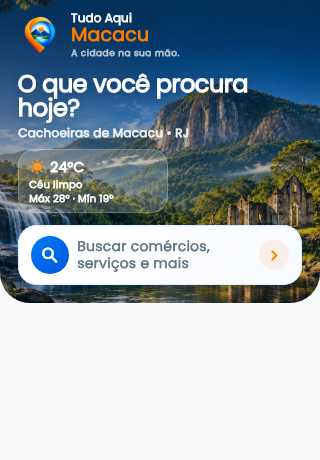 Tudo Aqui
Macacu
A cidade na sua mão.
O que você procura
hoje?
Cachoeiras de Macacu • RJ
24°C
Céu limpo
Máx 28° · Mín 19°
Buscar comércios,
serviços e mais